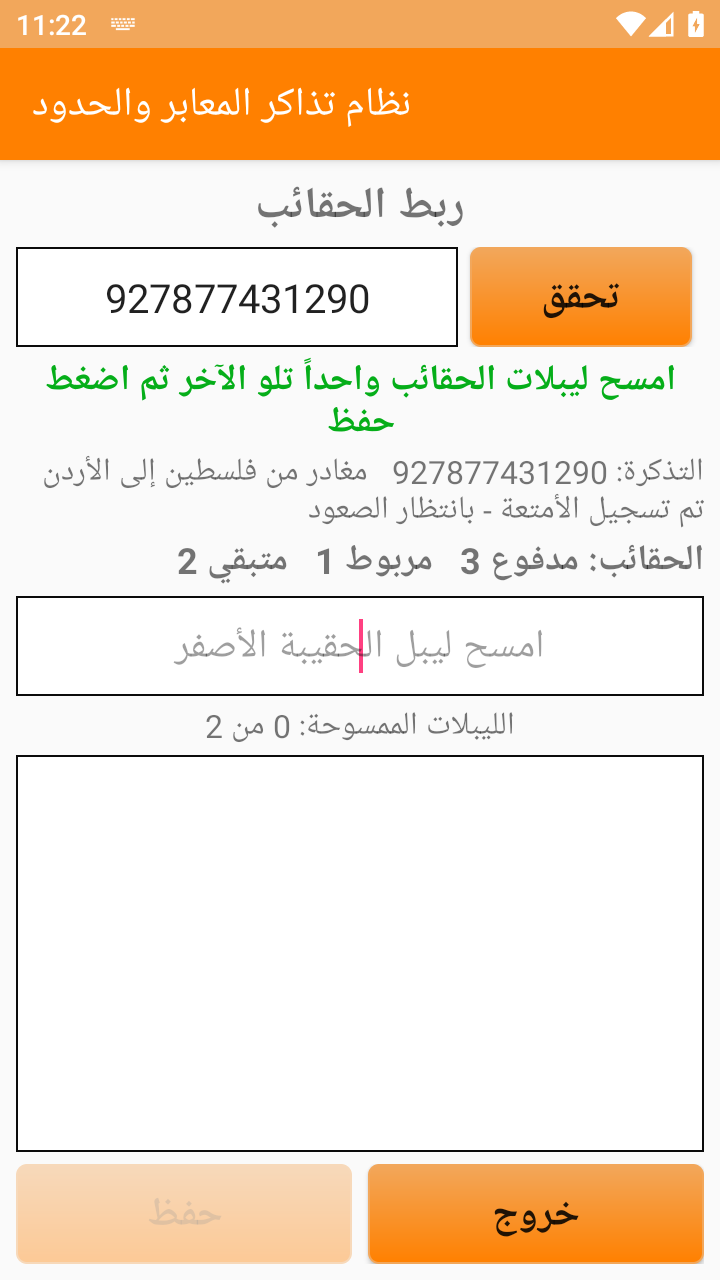 11:22
نظام تذاكر المعابر والحدود
ربط الحقائب
927877431290
تحقق
امسح ليبلات الحقائب واحداً تلو الآخر ثم اضغط
حفظ
التذكرة: 927877431290 مغادر من فلسطين إلى الأردن
تم تسجيل الأمتعة - بانتظار الصعود
الحقائب: مدفوع 3 مربوط 1 متبقي 2
امسح ليبل الحقيبة الأصفر
الليبلات الممسوحة: 0 من 2
حفظ
خروج